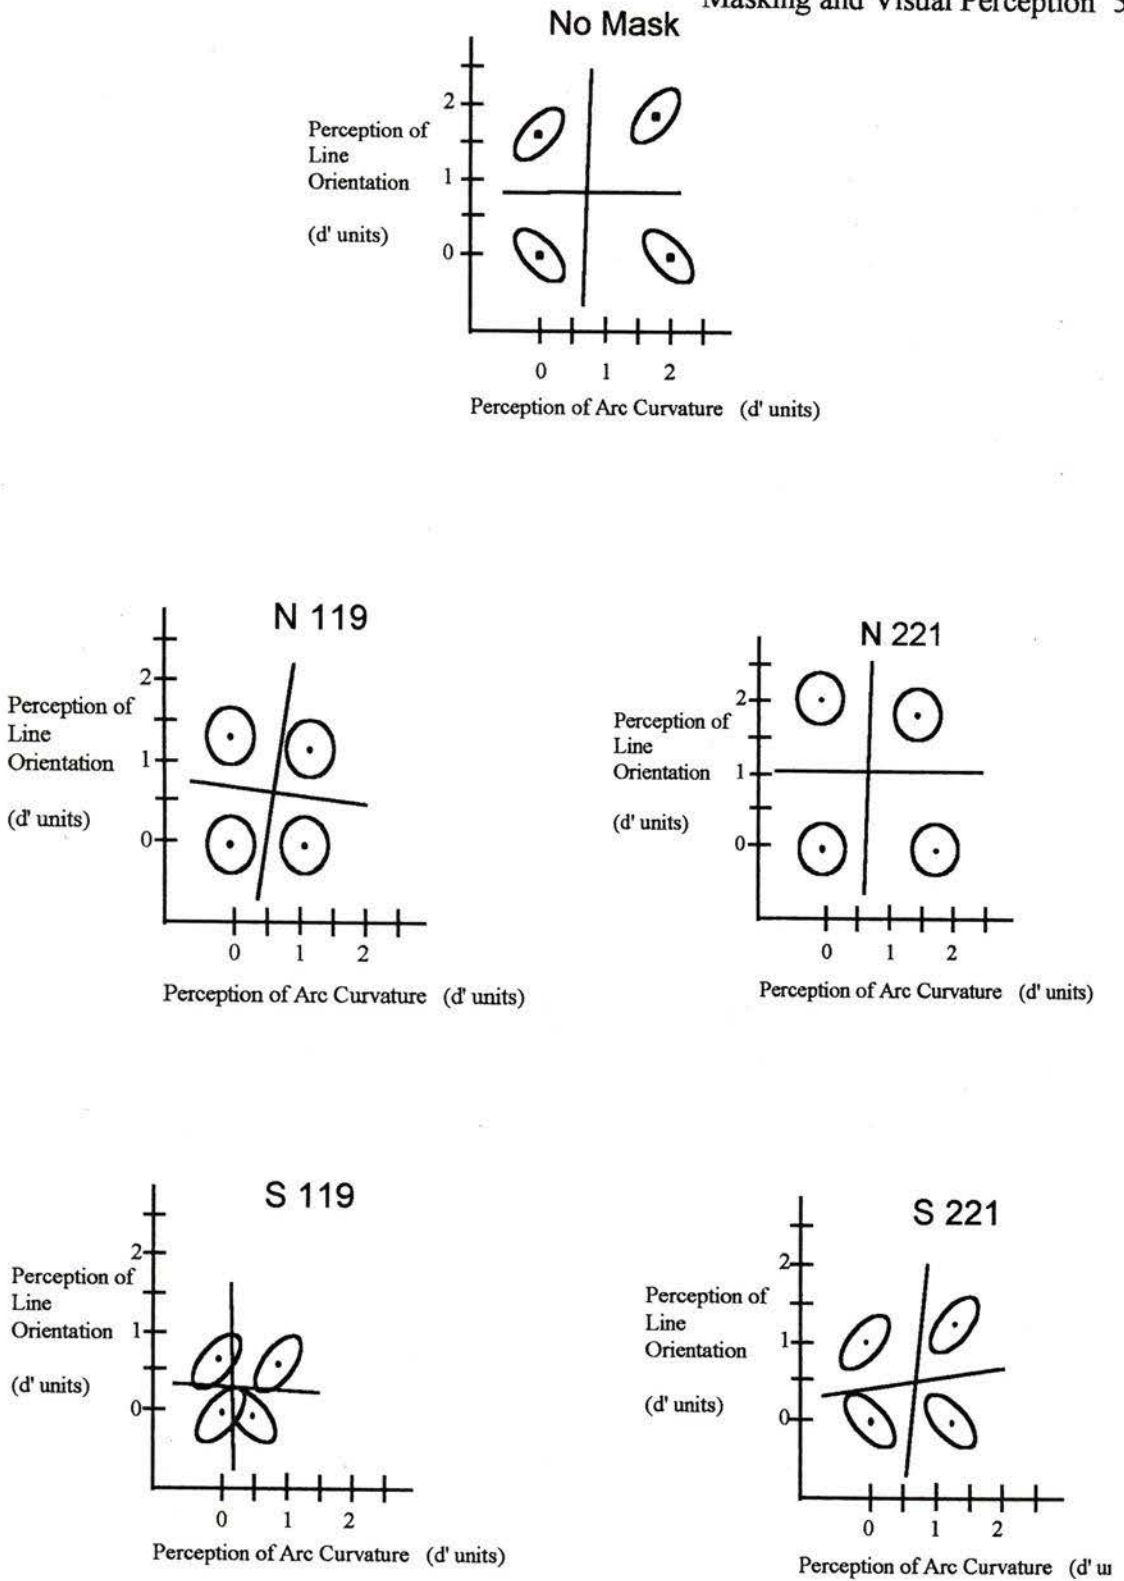 Masking and Visual Perception 5
No Mask
Perception of
Line
Orientation
(d' units)
2
1
0
0 1 2
Perception of Arc Curvature (d' units)
N 119
Perception of
Line
Orientation
(d' units)
2
1
0
0 1 2
Perception of Arc Curvature (d' units)
N 221
Perception of
Line
Orientation
(d' units)
2
1
0
0 1 2
Perception of Arc Curvature (d' units)
S 119
Perception of
Line
Orientation
(d' units)
2
1
0
0 1 2
Perception of Arc Curvature (d' units)
S 221
Perception of
Line
Orientation
(d' units)
2
1
0
0 1 2
Perception of Arc Curvature (d'